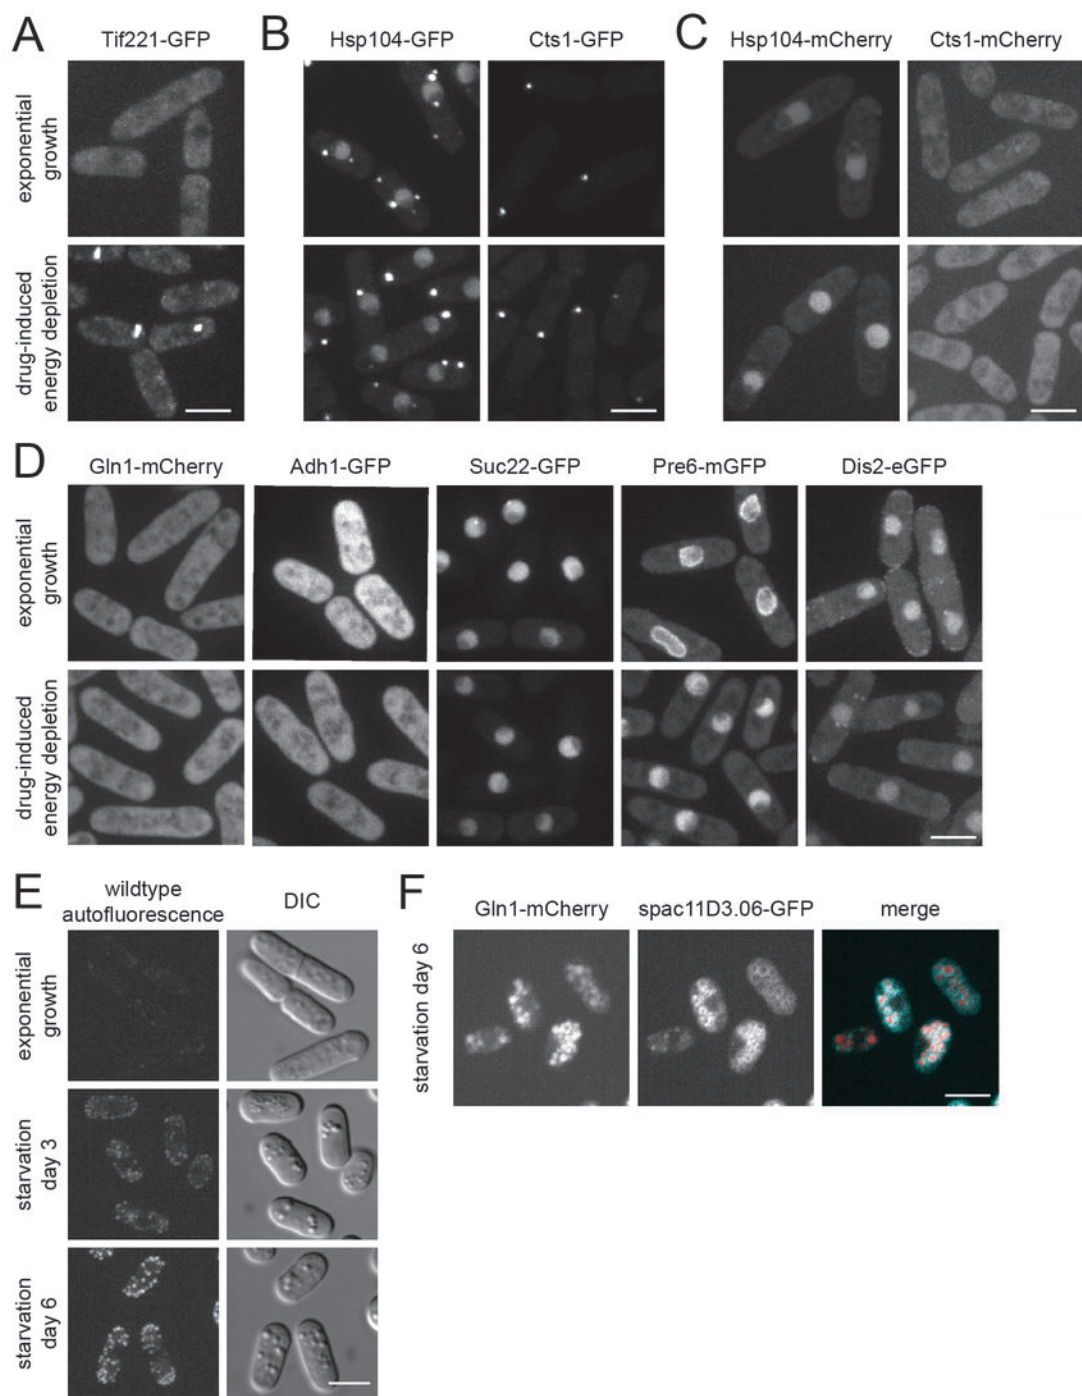 A
Tif221-GFP
B
Hsp104-GFP
Cts1-GFP
C
Hsp104-mCherry
Cts1-mCherry
exponential
growth
drug-induced
energy depletion
D
Gln1-mCherry
Adh1-GFP
Suc22-GFP
Pre6-mGFP
Dis2-eGFP
exponential
growth
drug-induced
energy depletion
E
wildtype
autofluorescence
DIC
exponential
growth
starvation
day 3
starvation
day 6
F
Gln1-mCherry
spac11D3.06-GFP
merge
starvation day 6